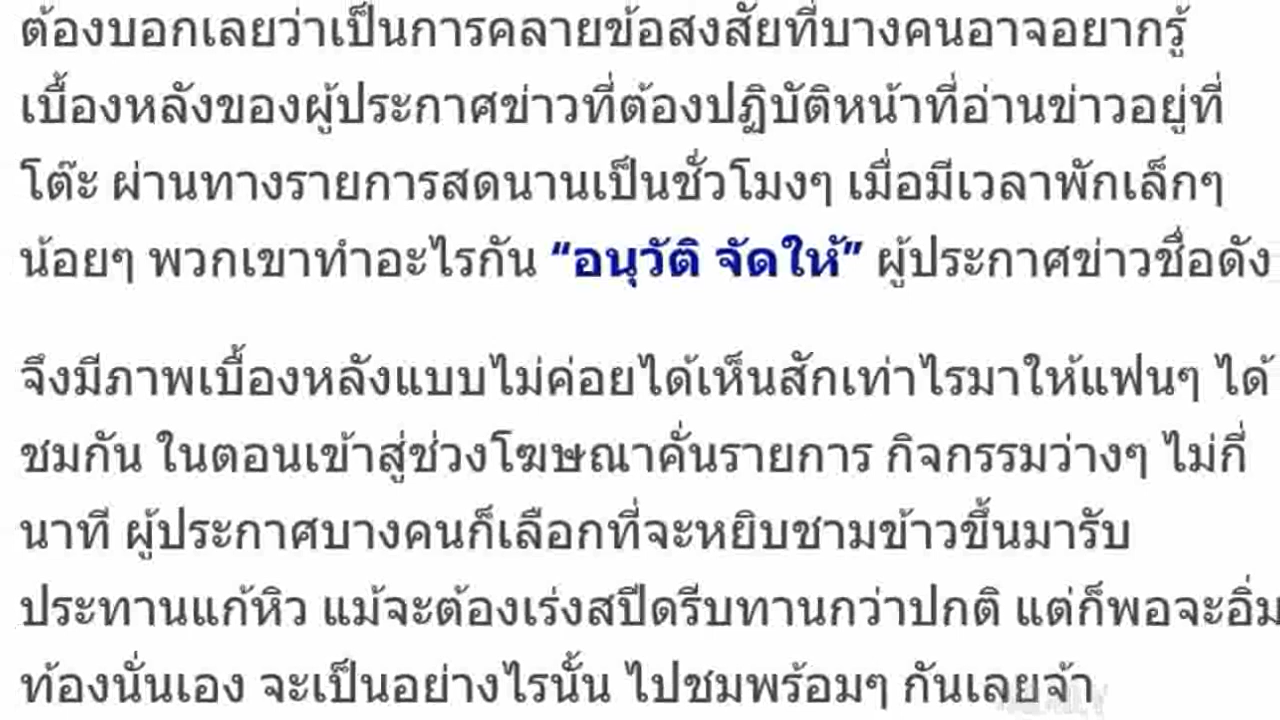 ต้องบอกเลยว่าเป็นการคลายข้อสงสัยที่บางคนอาจอยากรู้
เบื้องหลังของผู้ประกาศข่าวที่ต้องปฏิบัติหน้าที่อ่านข่าวอยู่ที่
โต๊ะ ผ่านทางรายการสดนานเป็นชั่วโมงๆ เมื่อมีเวลาพักเล็กๆ
น้อยๆ พวกเขาทำอะไรกัน “อนุวัติ จัดให้” ผู้ประกาศข่าวชื่อดัง
จึงมีภาพเบื้องหลังแบบไม่ค่อยได้เห็นสักเท่าไรมาให้แฟนๆ ได้
ชมกัน ในตอนเข้าสู่ช่วงโฆษณาคั่นรายการ กิจกรรมว่างๆ ไม่กี่
นาที ผู้ประกาศบางคนก็เลือกที่จะหยิบชามข้าวขึ้นมารับ
ประทานแก้หิว แม้จะต้องเร่งสปีดรีบทานกว่าปกติ แต่ก็พอจะอิ่ม
ท้องนั่นเอง จะเป็นอย่างไรนั้น ไปชมพร้อมๆ กันเลยจ้า